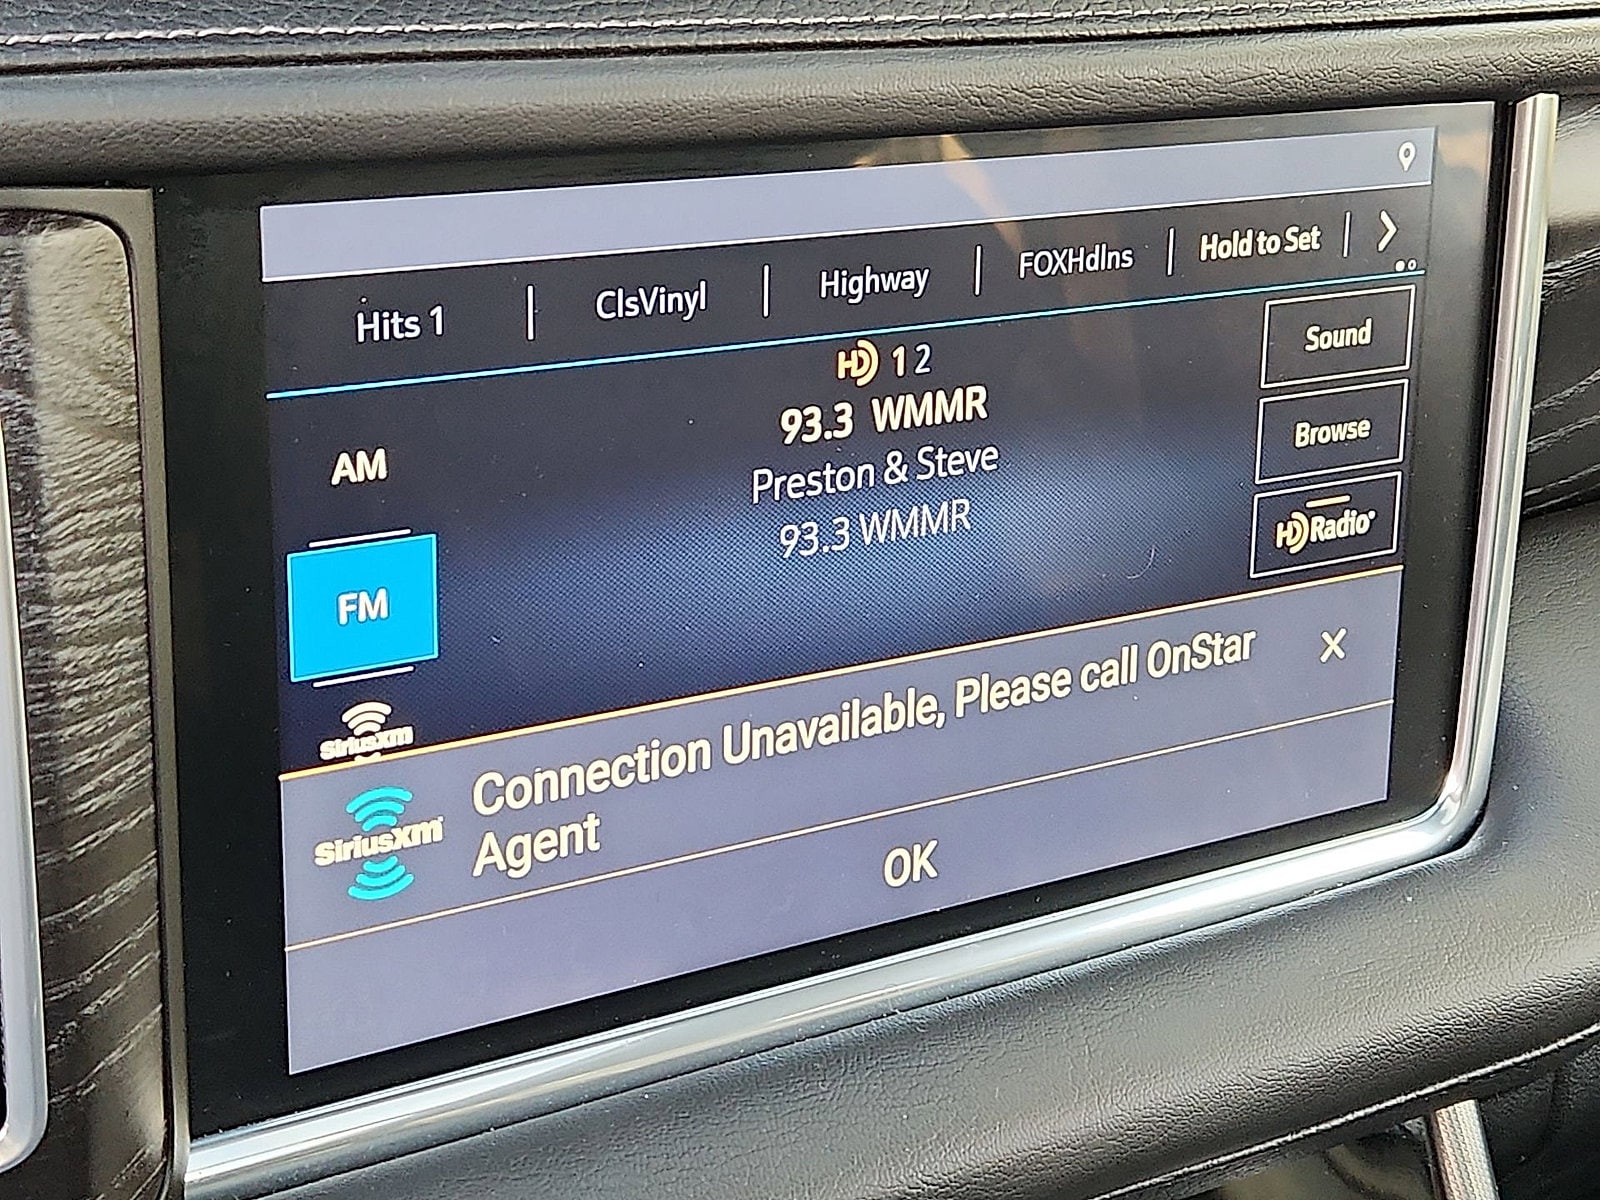 Hits 1 ClsVinyl Highway FOXHdlns Hold to Set
HD 1 2
93.3 WMMR
Preston & Steve
93.3 WMMR
AM
FM
SiriusXm
Sound
Browse
HD Radio
Connection Unavailable, Please call OnStar
Agent
X
SiriusXm
OK